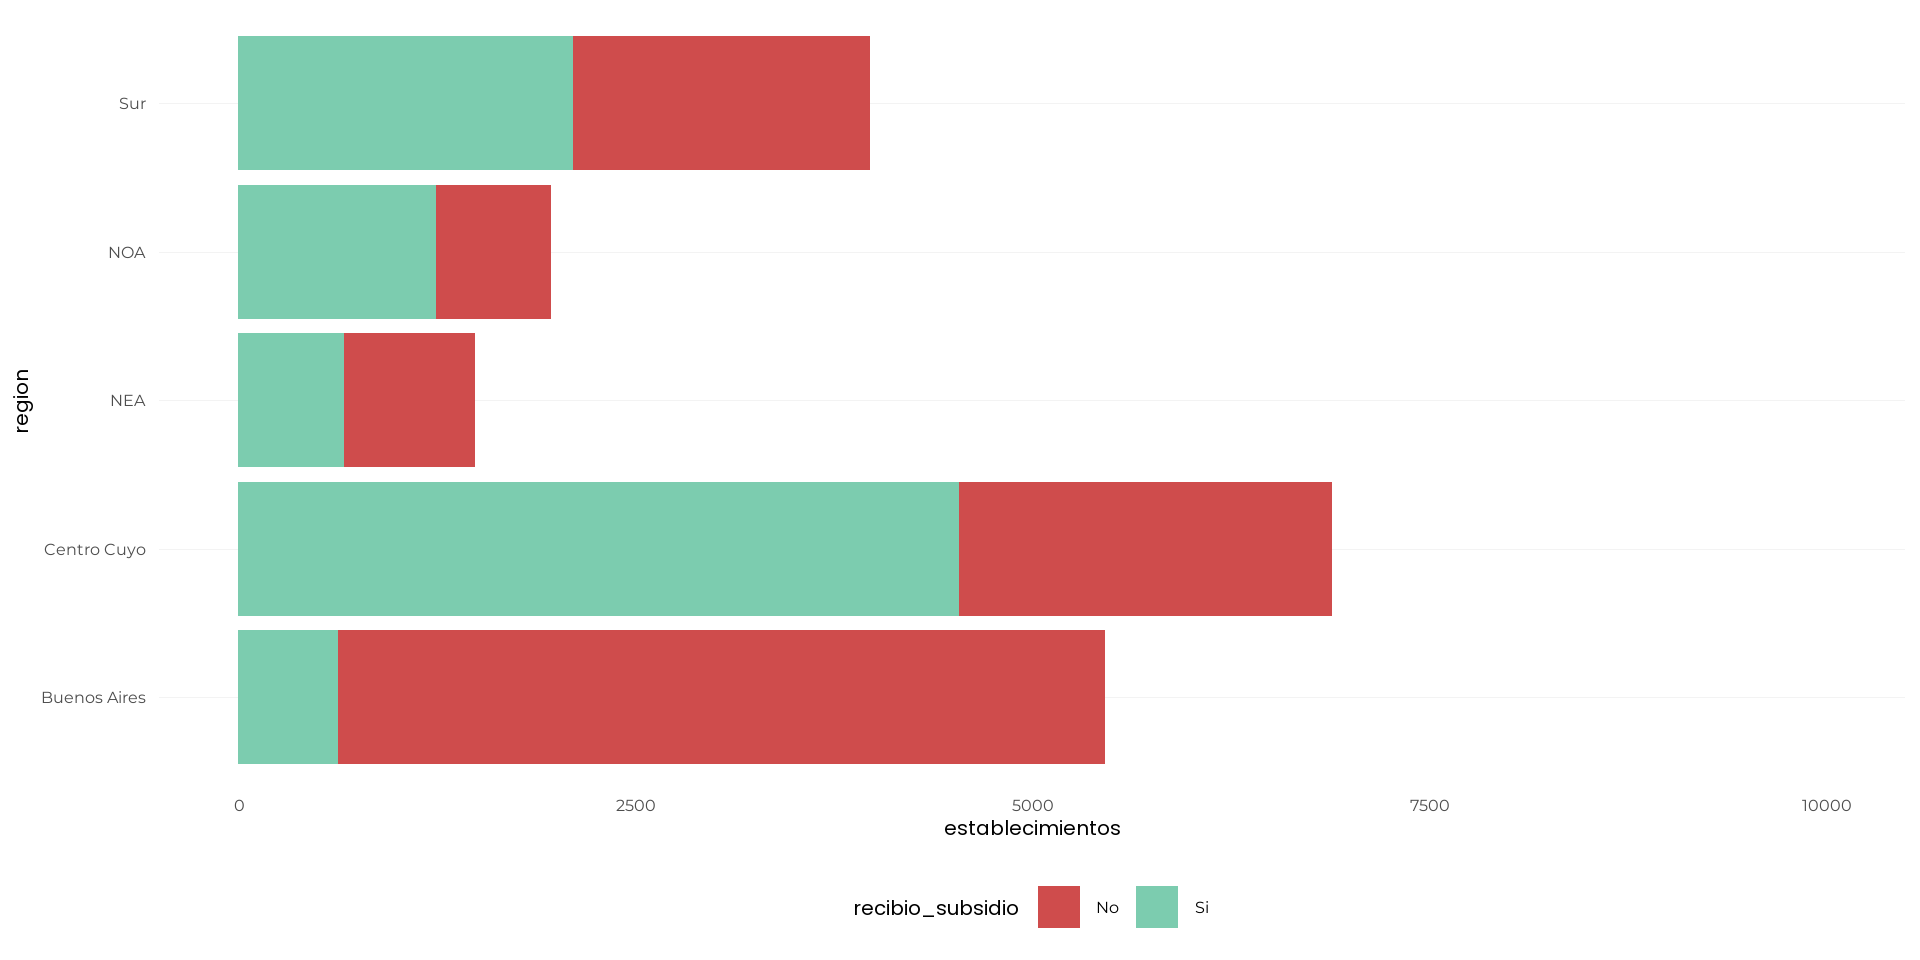 Sur
NOA
NEA
Centro Cuyo
Buenos Aires
region
0 2500 5000 7500 10000
establecimientos
recibio_subsidio No Si